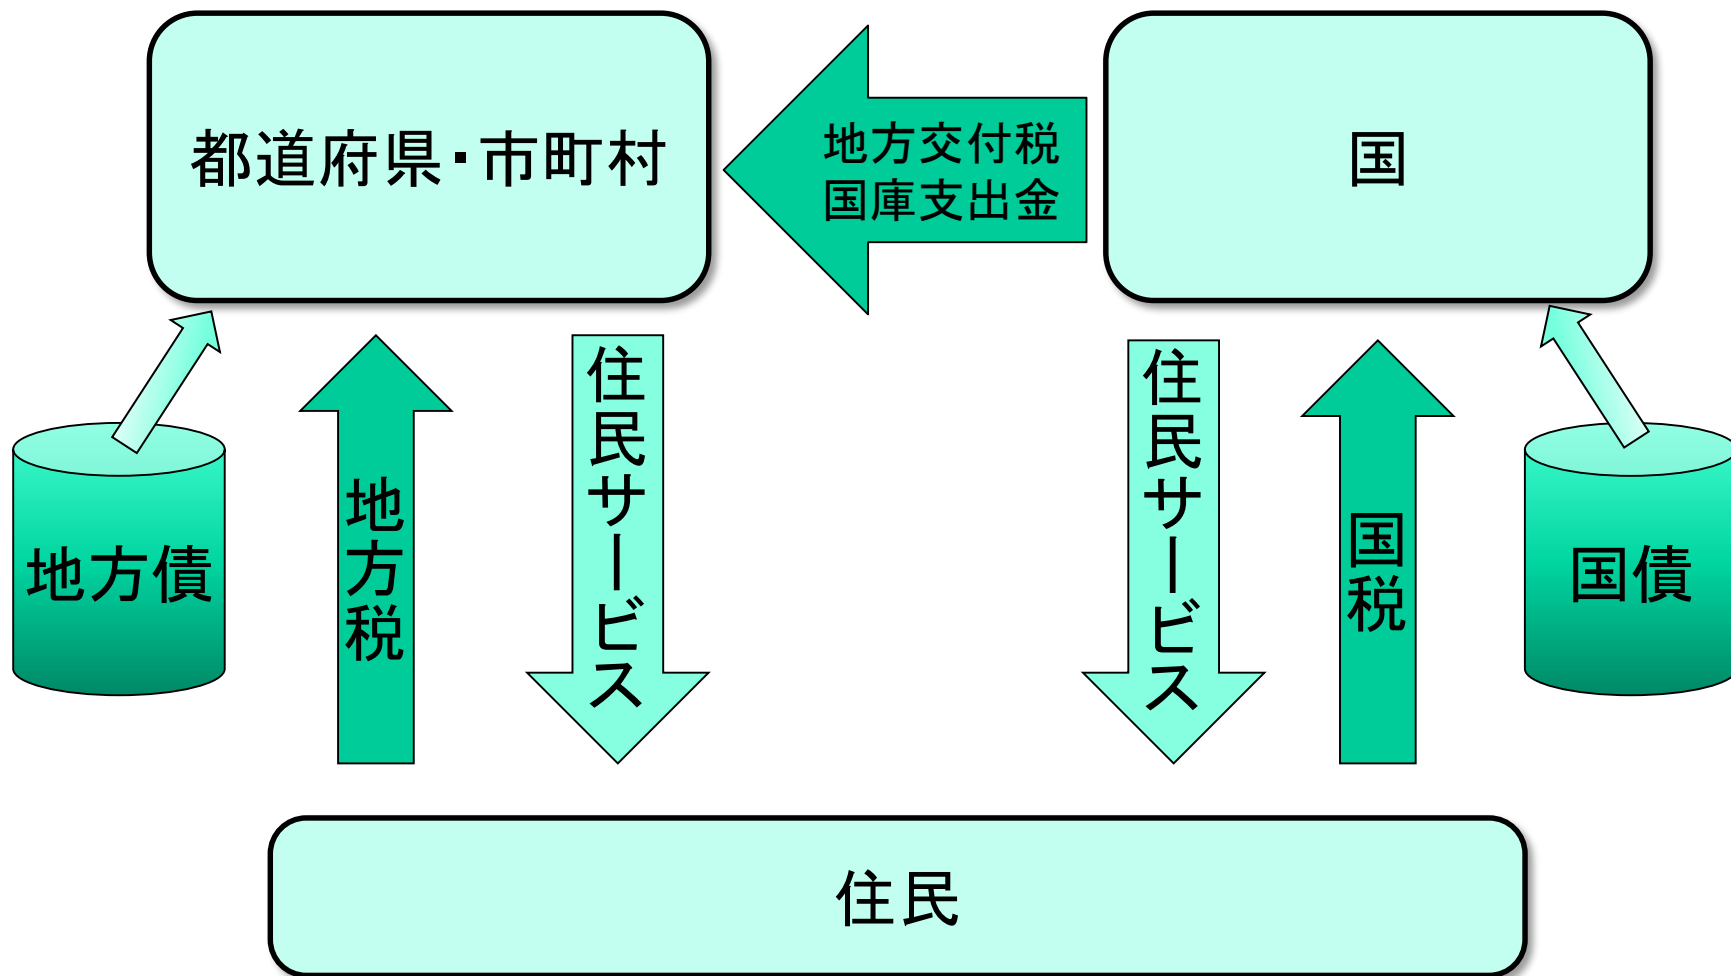 都道府県・市町村
地方交付税
国庫支出金
国
地方債
地方税
住民サービス
住民サービス
国税
国債
住民